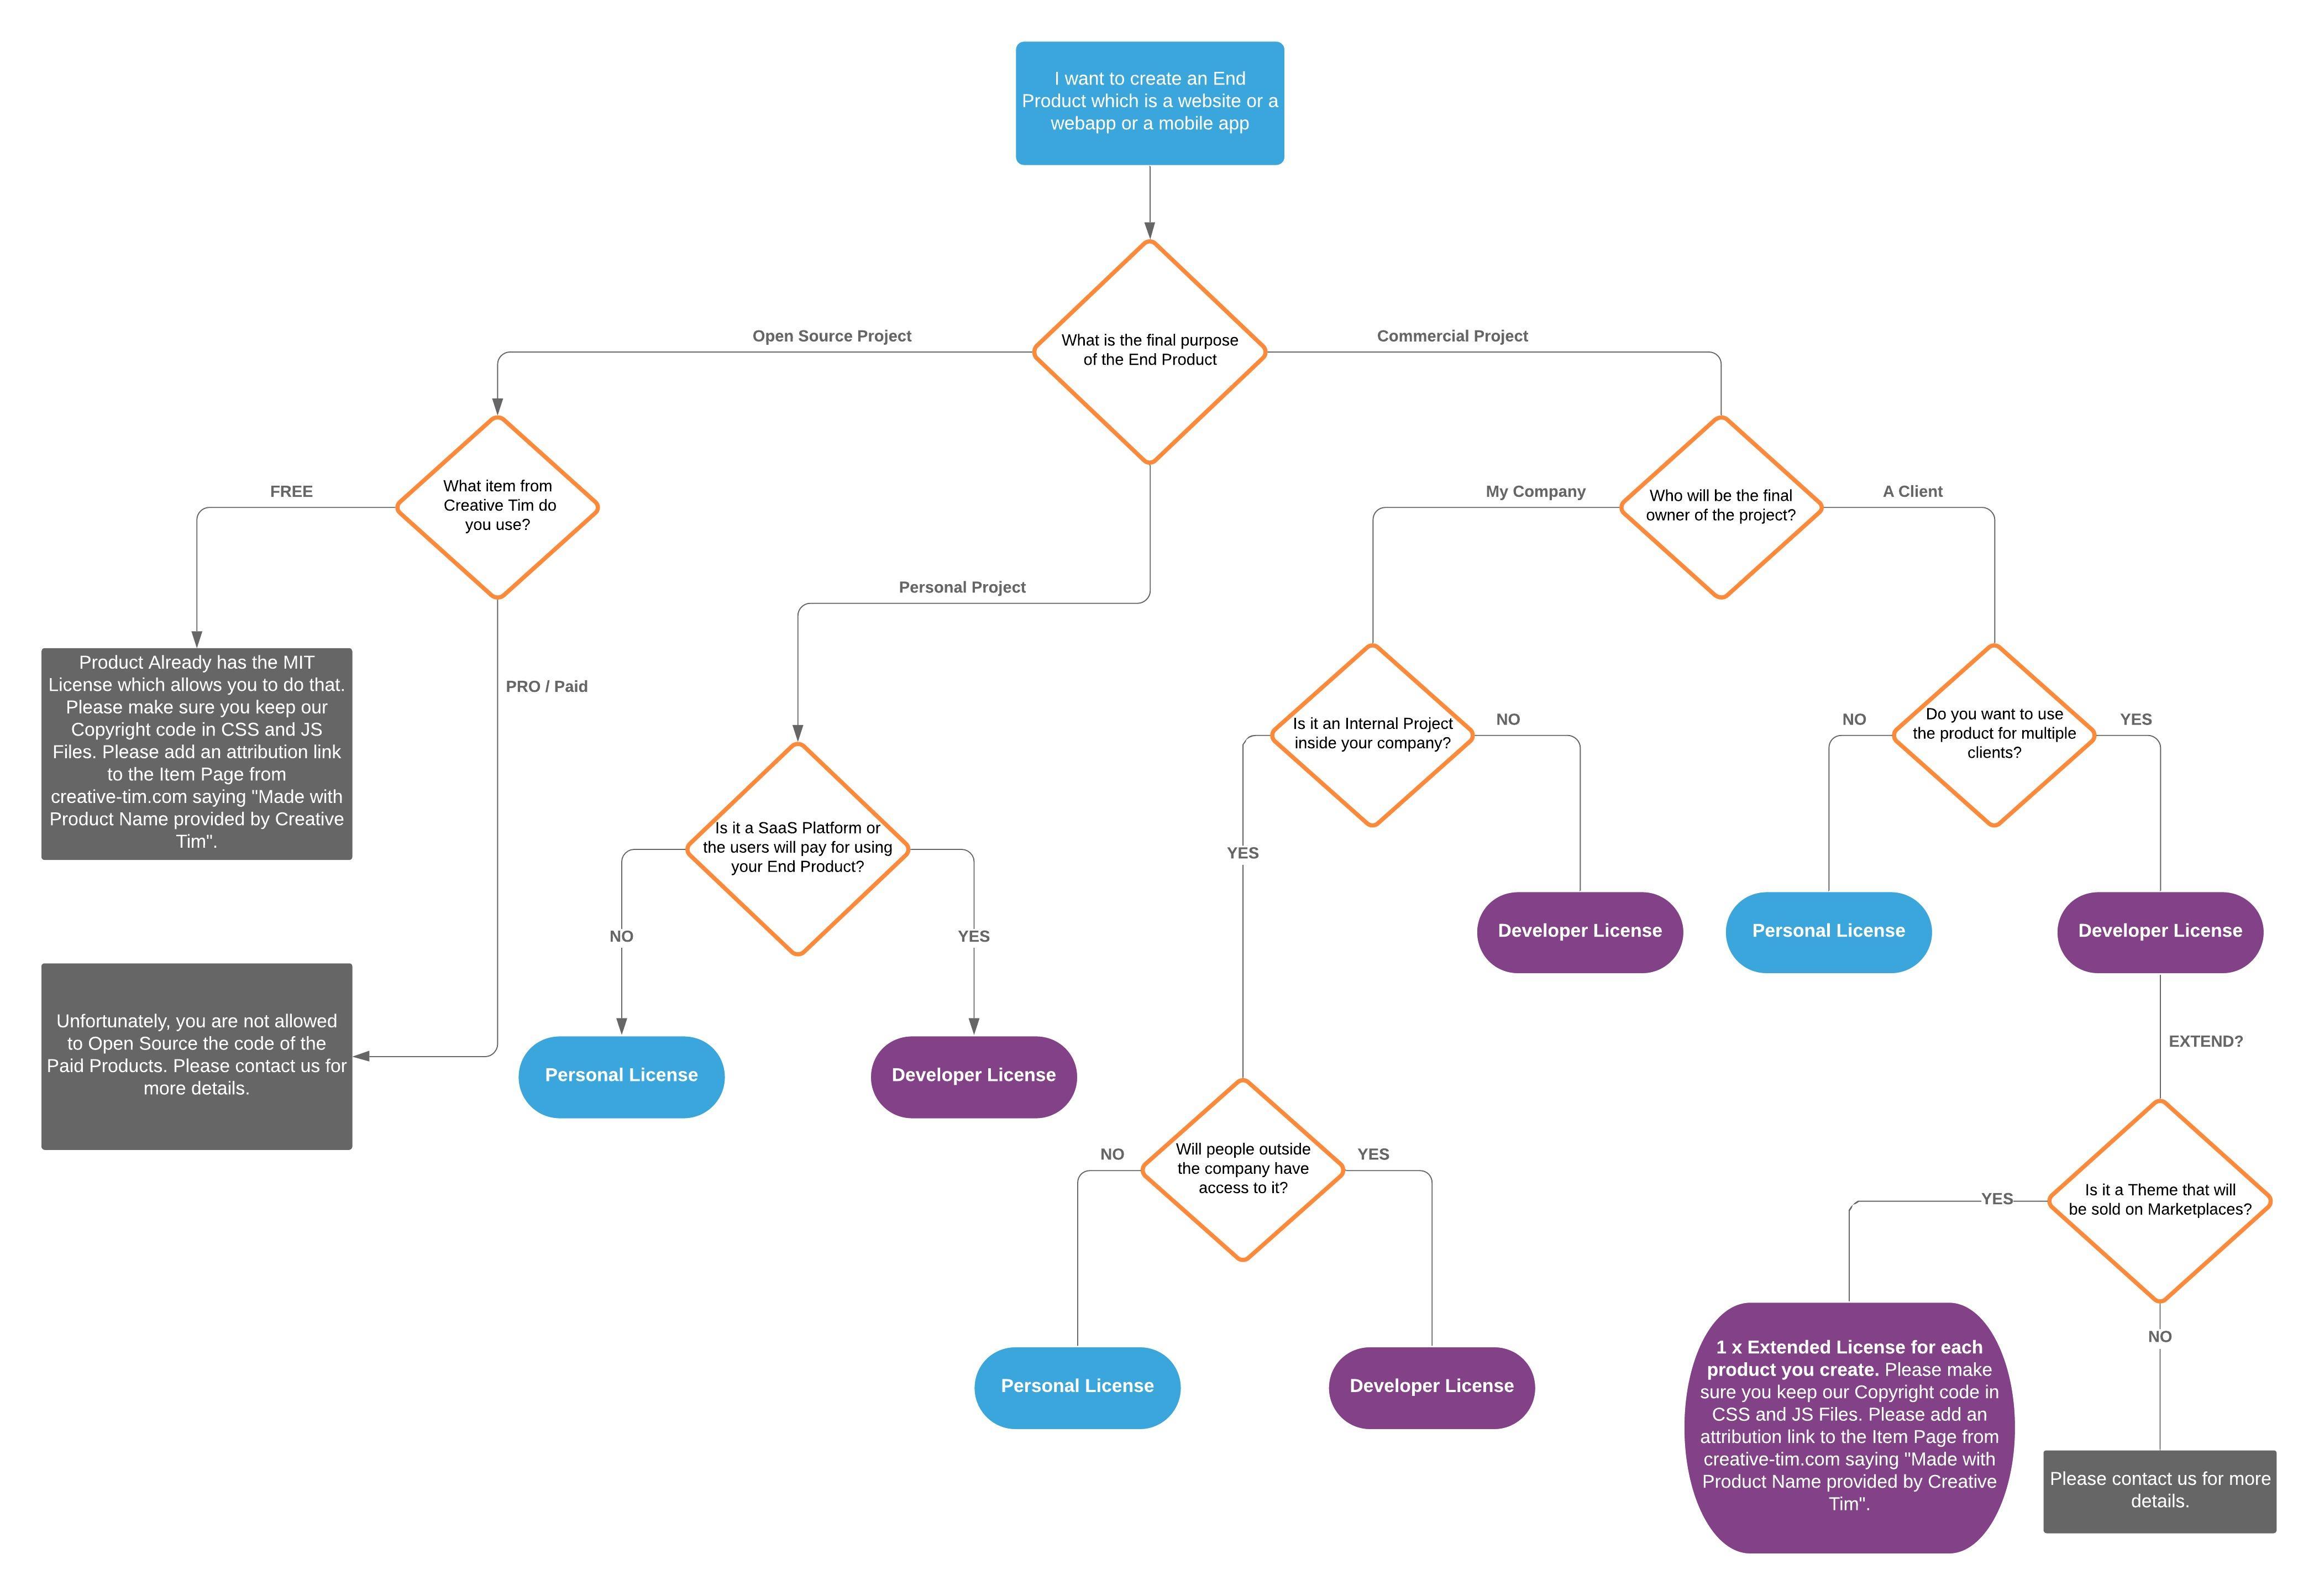 I want to create an End
Product which is a website or a
webapp or a mobile app
Open Source Project
What is the final purpose
of the End Product
Commercial Project
FREE
What item from
Creative Tim do
you use?
My Company
Who will be the final
owner of the project?
A Client
Personal Project
Product Already has the MIT
License which allows you to do that.
Please make sure you keep our
Copyright code in CSS and JS
Files. Please add an attribution link
to the Item Page from
creative-tim.com saying "Made with
Product Name provided by Creative
Tim".
PRO / Paid
Is it an Internal Project
inside your company?
NO
NO
Do you want to use
the product for multiple
clients?
YES
Is it a SaaS Platform or
the users will pay for using
your End Product?
YES
NO
YES
Developer License
Personal License
Developer License
Unfortunately, you are not allowed
to Open Source the code of the
Paid Products. Please contact us for
more details.
Personal License
Developer License
EXTEND?
NO
Will people outside
the company have
access to it?
YES
YES
Is it a Theme that will
be sold on Marketplaces?
NO
Personal License
Developer License
1 x Extended License for each
product you create. Please make
sure you keep our Copyright code in
CSS and JS Files. Please add an
attribution link to the Item Page from
creative-tim.com saying "Made with
Product Name provided by Creative
Tim".
Please contact us for more
details.